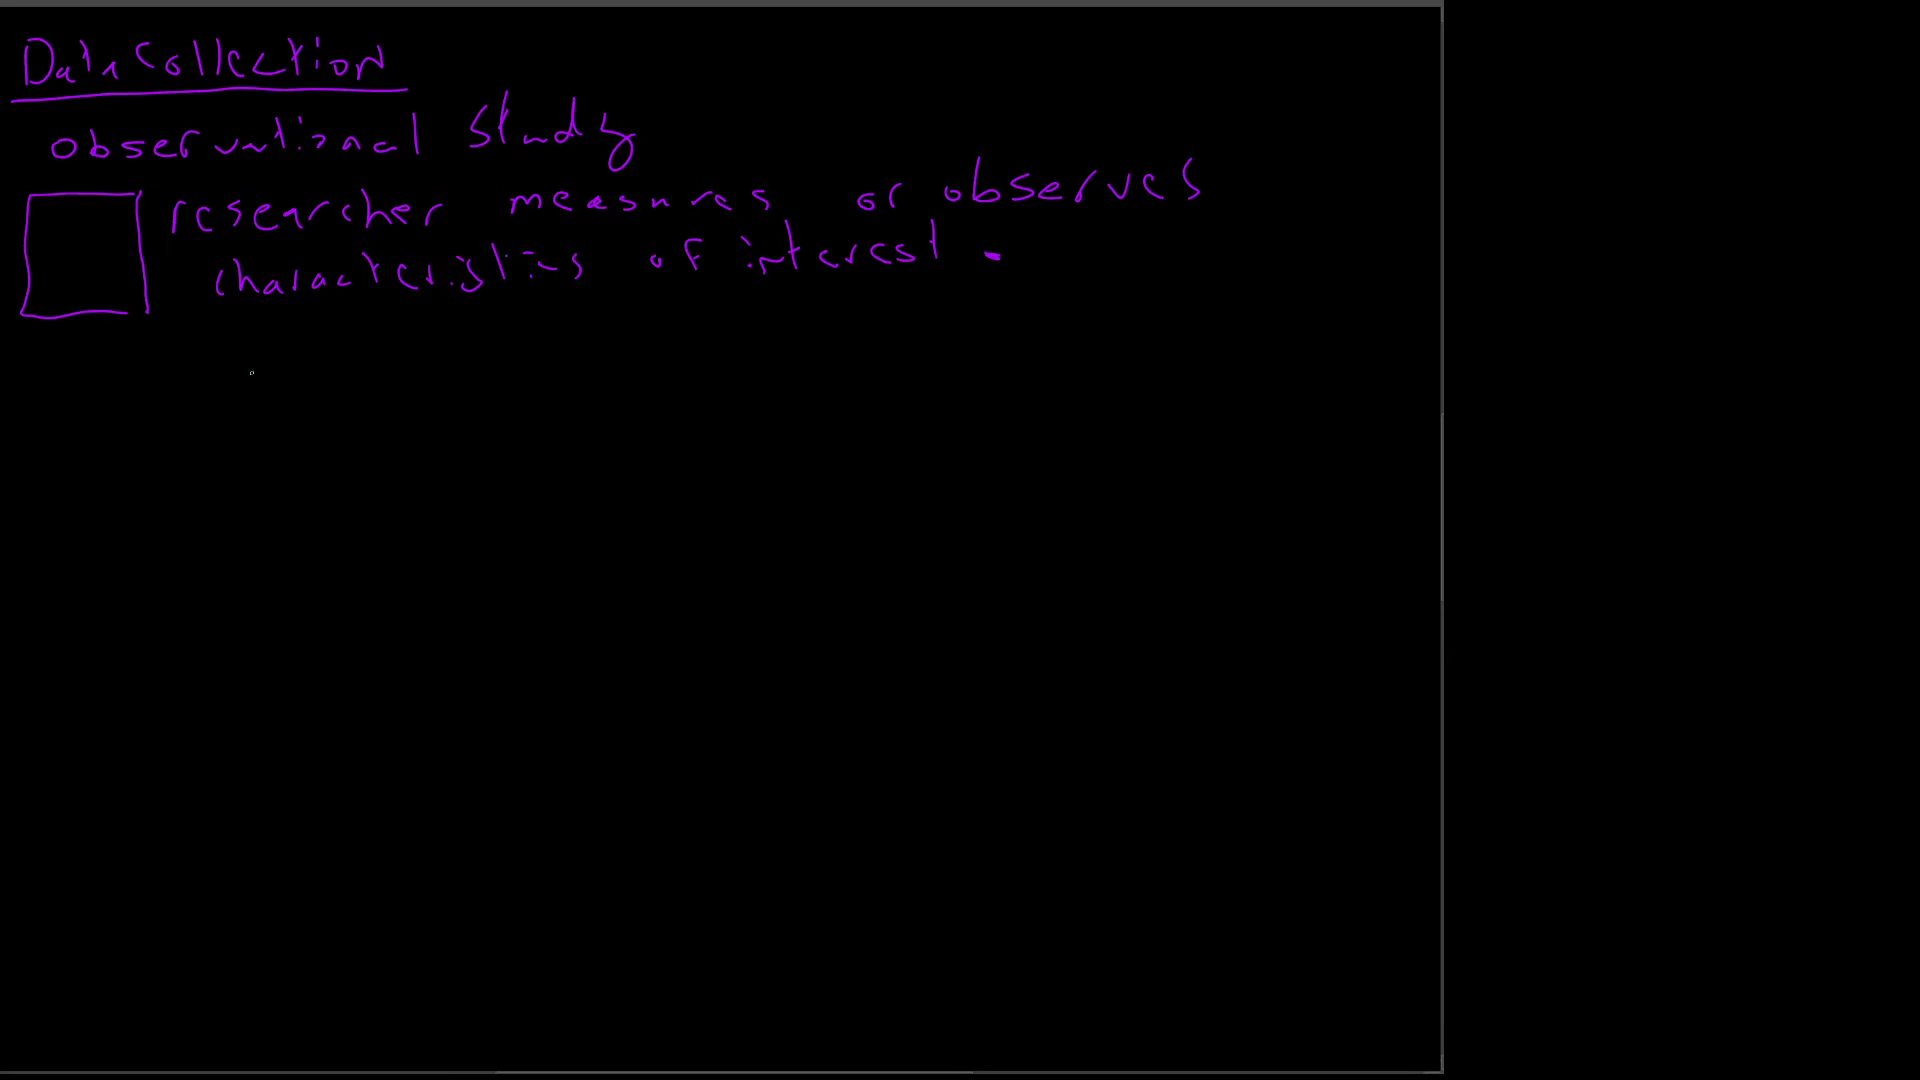 Data Collection
observational study
researcher measures or observes
characteristics of interest.